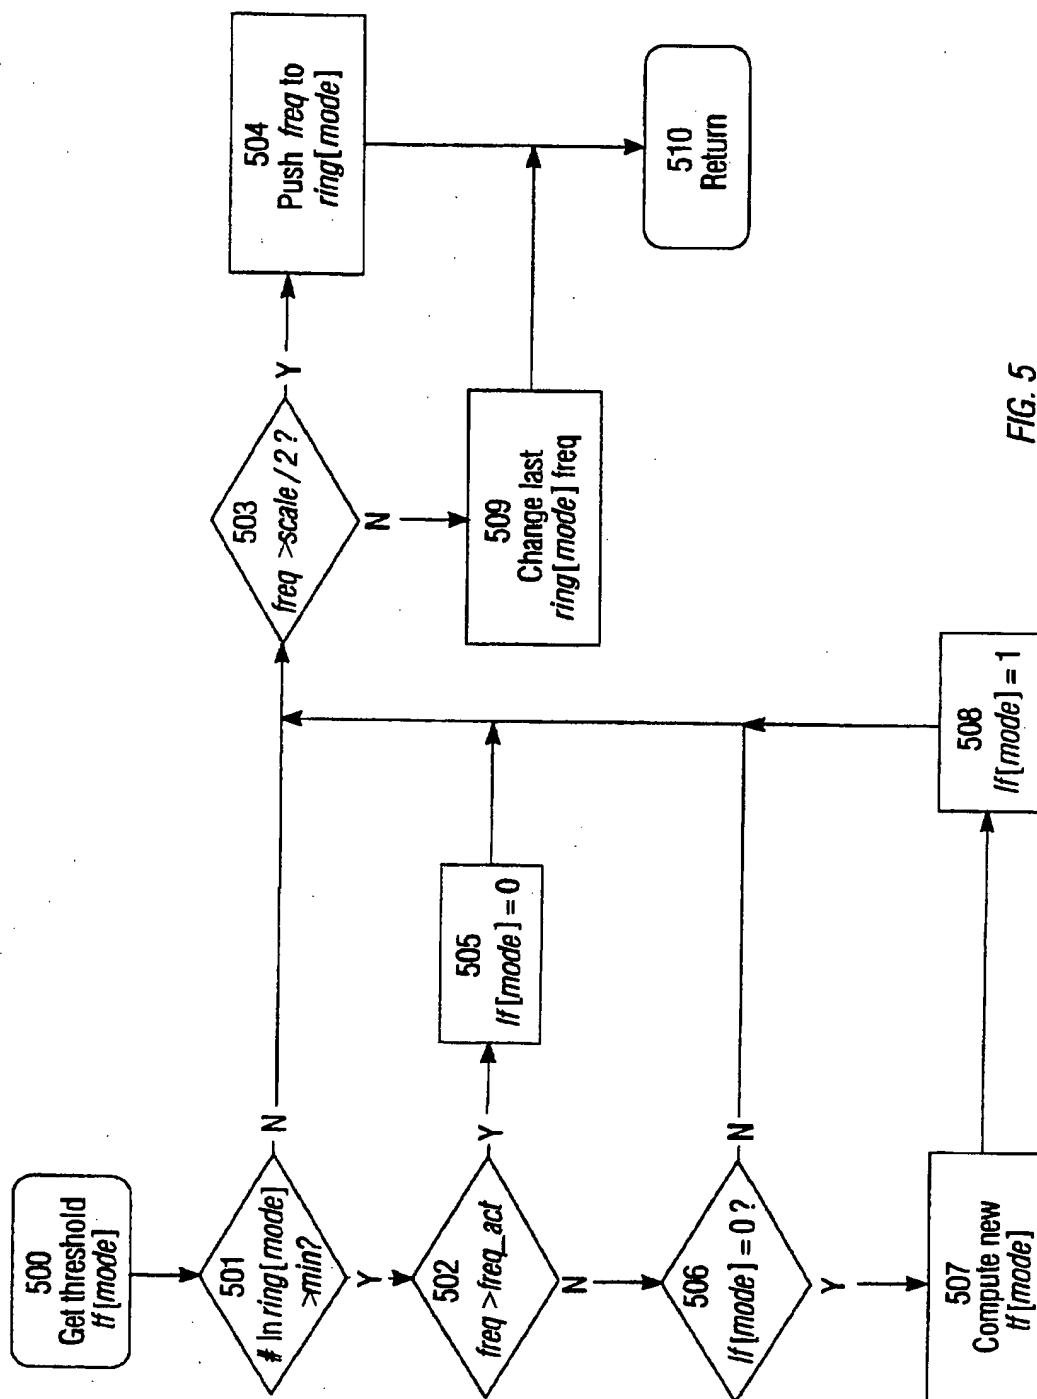 500
Get threshold
tf [mode]
501
# In ring[mode]
>min?
N
Y
502
freq >freq_act
Y
N
505
lf [mode] = 0
506
lf [mode] = 0 ?
N
Y
507
Compute new
tf [mode]
508
lf [mode] = 1
503
freq >scale / 2 ?
Y
N
504
Push freq to
ring[mode]
509
Change last
ring[mode] freq
510
Return
FIG. 5